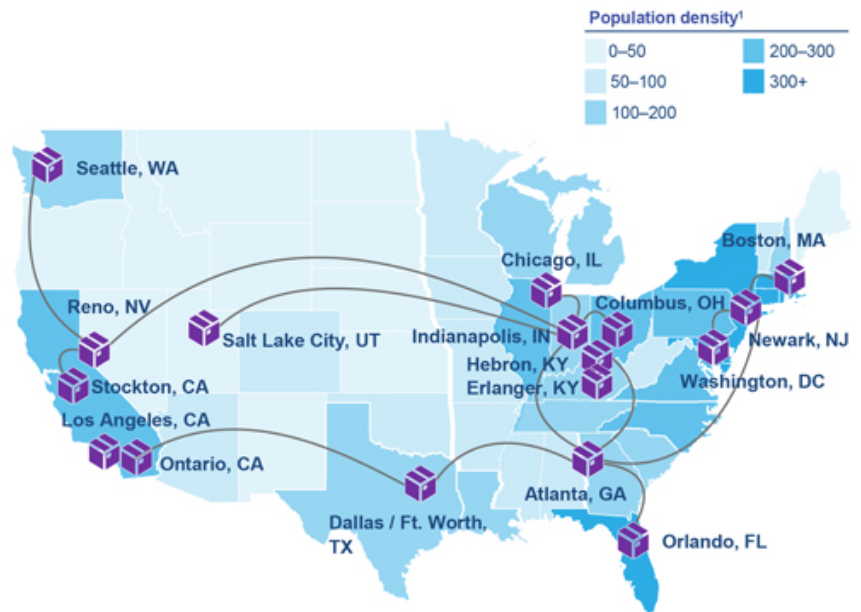 Population density¹
0–50
200–300
50–100
300+
100–200
Seattle, WA
Boston, MA
Chicago, IL
Columbus, OH
Reno, NV
Salt Lake City, UT
Indianapolis, IN
Newark, NJ
Hebron, KY
Stockton, CA
Erlanger, KY
Washington, DC
Los Angeles, CA
Ontario, CA
Atlanta, GA
Dallas / Ft. Worth,
TX
Orlando, FL